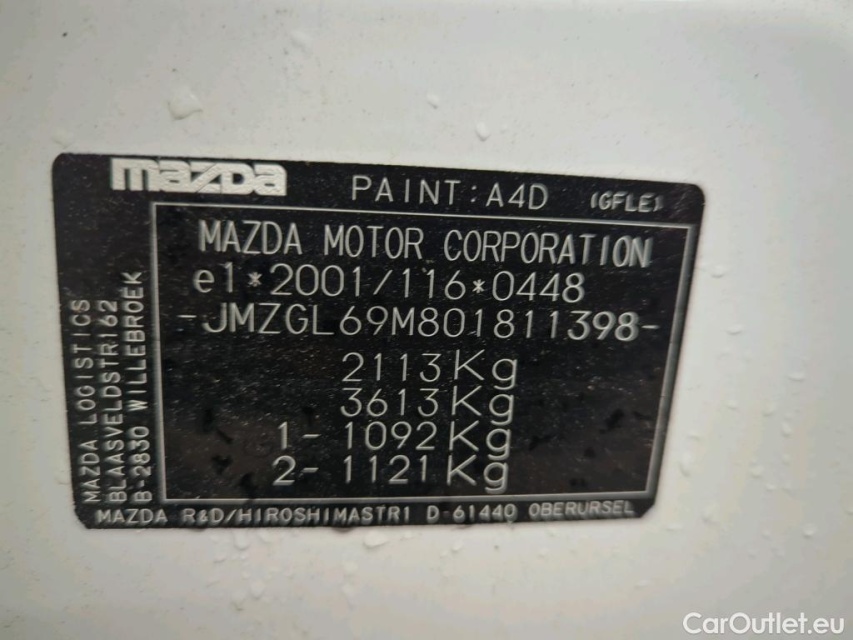 mazda PAINT:A4D (GFLE)
MAZDA MOTOR CORPORATION
e1*2001/116*0448
-JMZGL69M801811398-
2113Kg
3613Kg
1- 1092Kg
2- 1121Kg
MAZDA LOGISTICS
BLAASVELDSTR162
B-2830 WILLEBROEK
MAZDA R&D/HIROSHIMASTR1 D-61440 OBERURSEL
CarOutlet.eu